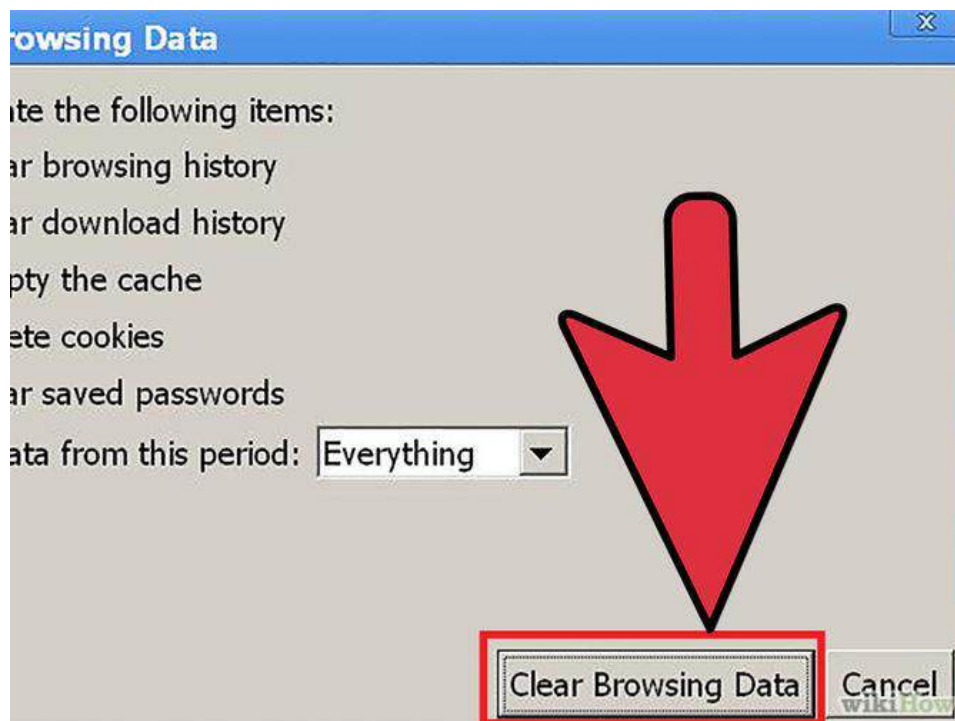 rowsing Data
ate the following items:
ar browsing history
ar download history
pty the cache
ete cookies
ar saved passwords
ata from this period: Everything
Clear Browsing Data Cancel
wikiHow